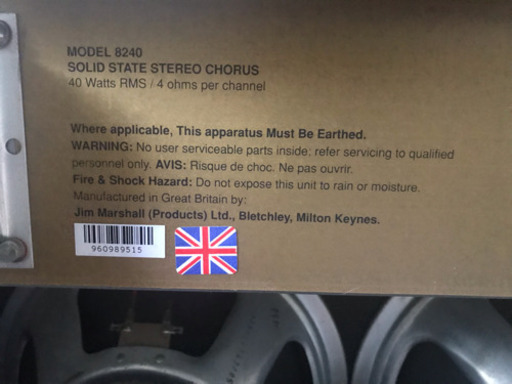 MODEL 8240
SOLID STATE STEREO CHORUS
40 Watts RMS / 4 ohms per channel
Where applicable, This apparatus Must Be Earthed.
WARNING: No user serviceable parts inside; refer servicing to qualified
personnel only. AVIS: Risque de choc. Ne pas ouvrir.
Fire & Shock Hazard: Do not expose this unit to rain or moisture.
Manufactured in Great Britain by:
Jim Marshall (Products) Ltd., Bletchley, Milton Keynes.
960989515